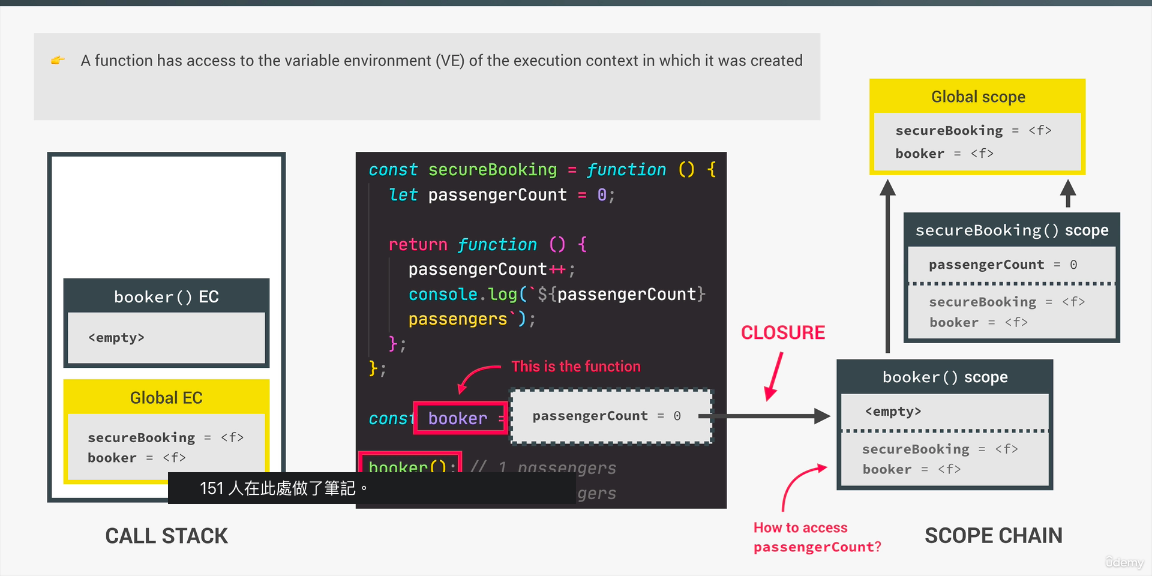 A function has access to the variable environment (VE) of the execution context in which it was created
booker() EC
<empty>
Global EC
secureBooking = <f>
booker = <f>
CALL STACK
const secureBooking = function () {
let passengerCount = 0;
return function () {
passengerCount++;
console.log(`${passengerCount}
passengers`);
};
};
This is the function
const booker =
passengerCount = 0
booker(); // 1 passengers
gers
151 人在此處做了筆記。
CLOSURE
Global scope
secureBooking = <f>
booker = <f>
secureBooking() scope
passengerCount = 0
secureBooking = <f>
booker = <f>
booker() scope
<empty>
secureBooking = <f>
booker = <f>
How to access
passengerCount?
SCOPE CHAIN
ûdemy